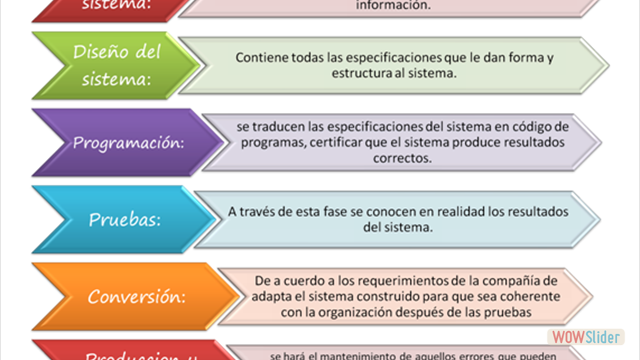 sistema:
información.
Diseño del
sistema:
Contiene todas las especificaciones que le dan forma y
estructura al sistema.
Programación:
se traducen las especificaciones del sistema en código de
programas, certificar que el sistema produce resultados
correctos.
Pruebas:
A través de esta fase se conocen en realidad los resultados
del sistema.
Conversión:
De a cuerdo a los requerimientos de la compañía de
adapta el sistema construido para que sea coherente
con la organización después de las pruebas
Produccion y
se hará el mantenimiento de aquellos errores que pueden
WOWSlider